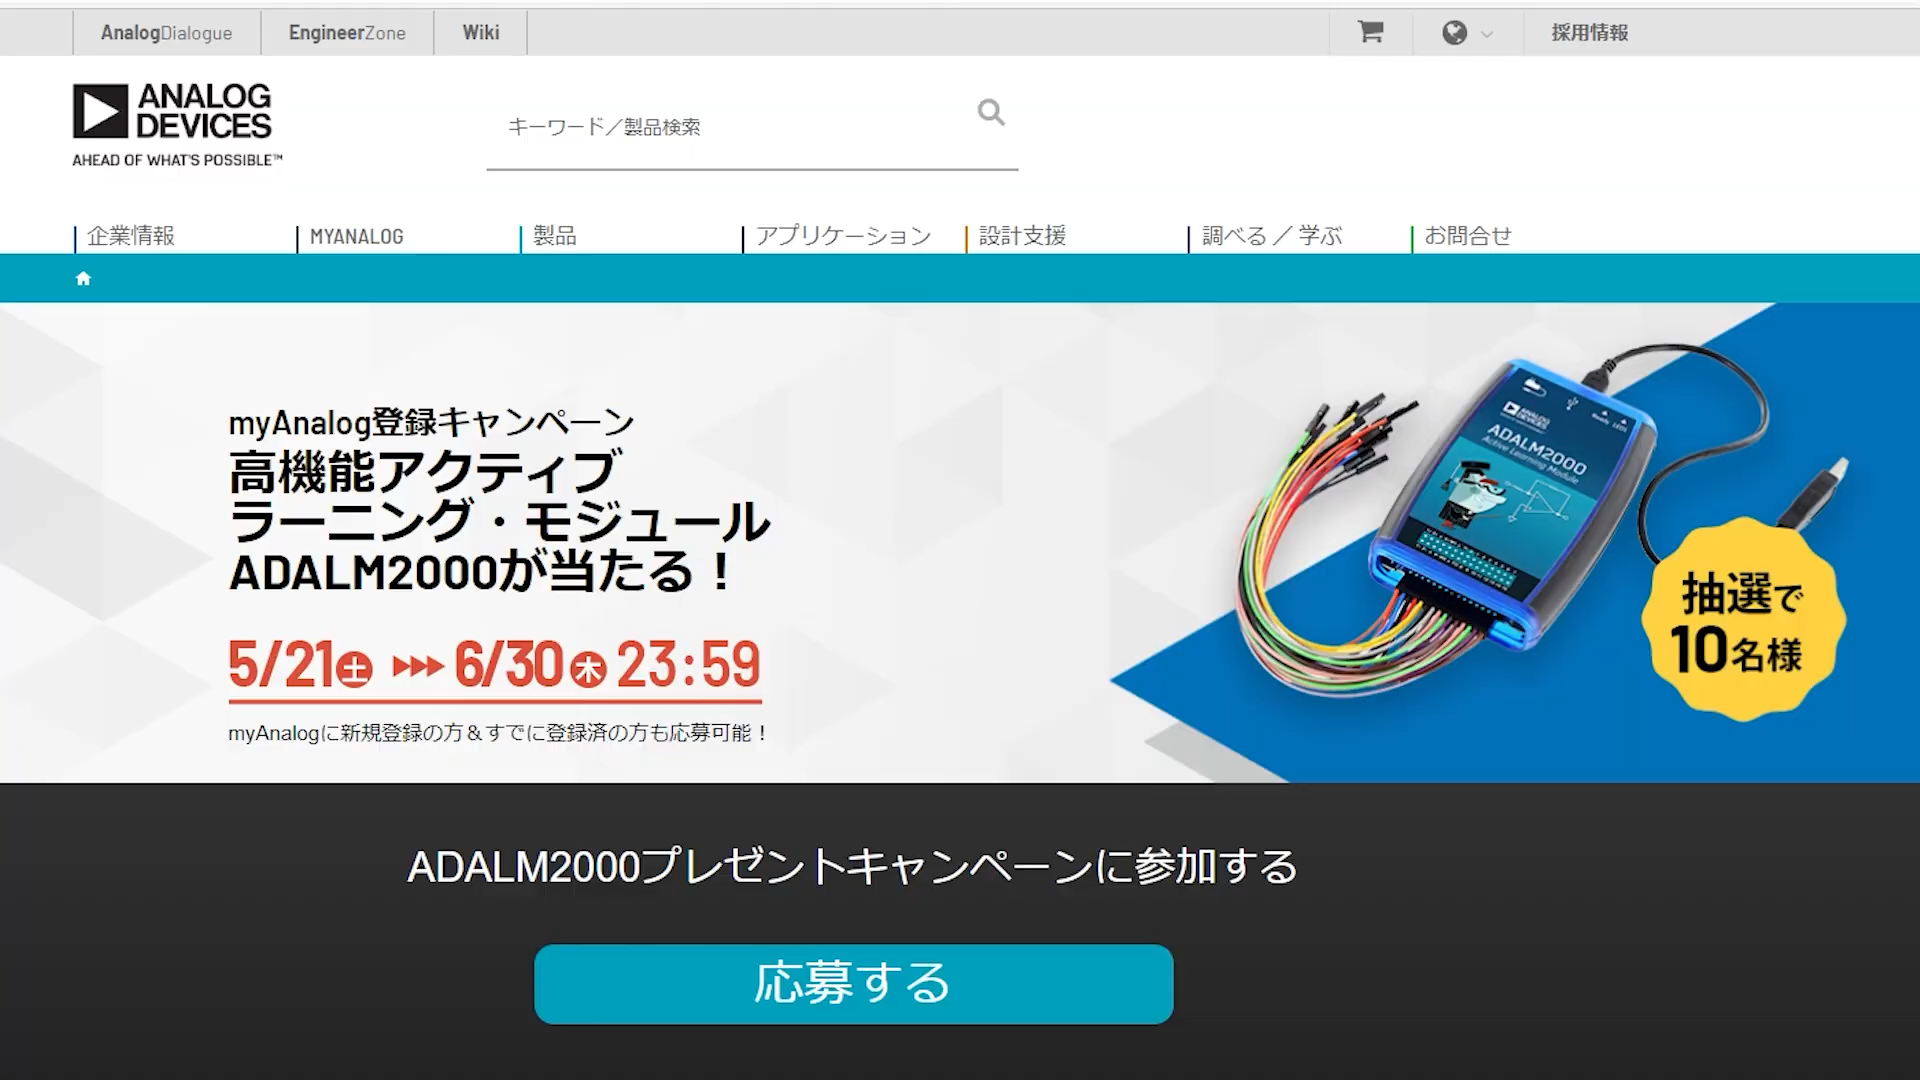 AnalogDialogue
EngineerZone
Wiki
採用情報
ANALOG
DEVICES
AHEAD OF WHAT'S POSSIBLE™
キーワード／製品検索
企業情報
MYANALOG
製品
アプリケーション
設計支援
調べる ／ 学ぶ
お問合せ
myAnalog登録キャンペーン
高機能アクティブ
ラーニング・モジュール
ADALM2000が当たる！
5/21土 ▸▸▸ 6/30木 23:59
myAnalogに新規登録の方＆すでに登録済の方も応募可能！
ANALOG
DEVICES
ADALM2000
Active Learning Module
抽選で
10名様
ADALM2000プレゼントキャンペーンに参加する
応募する